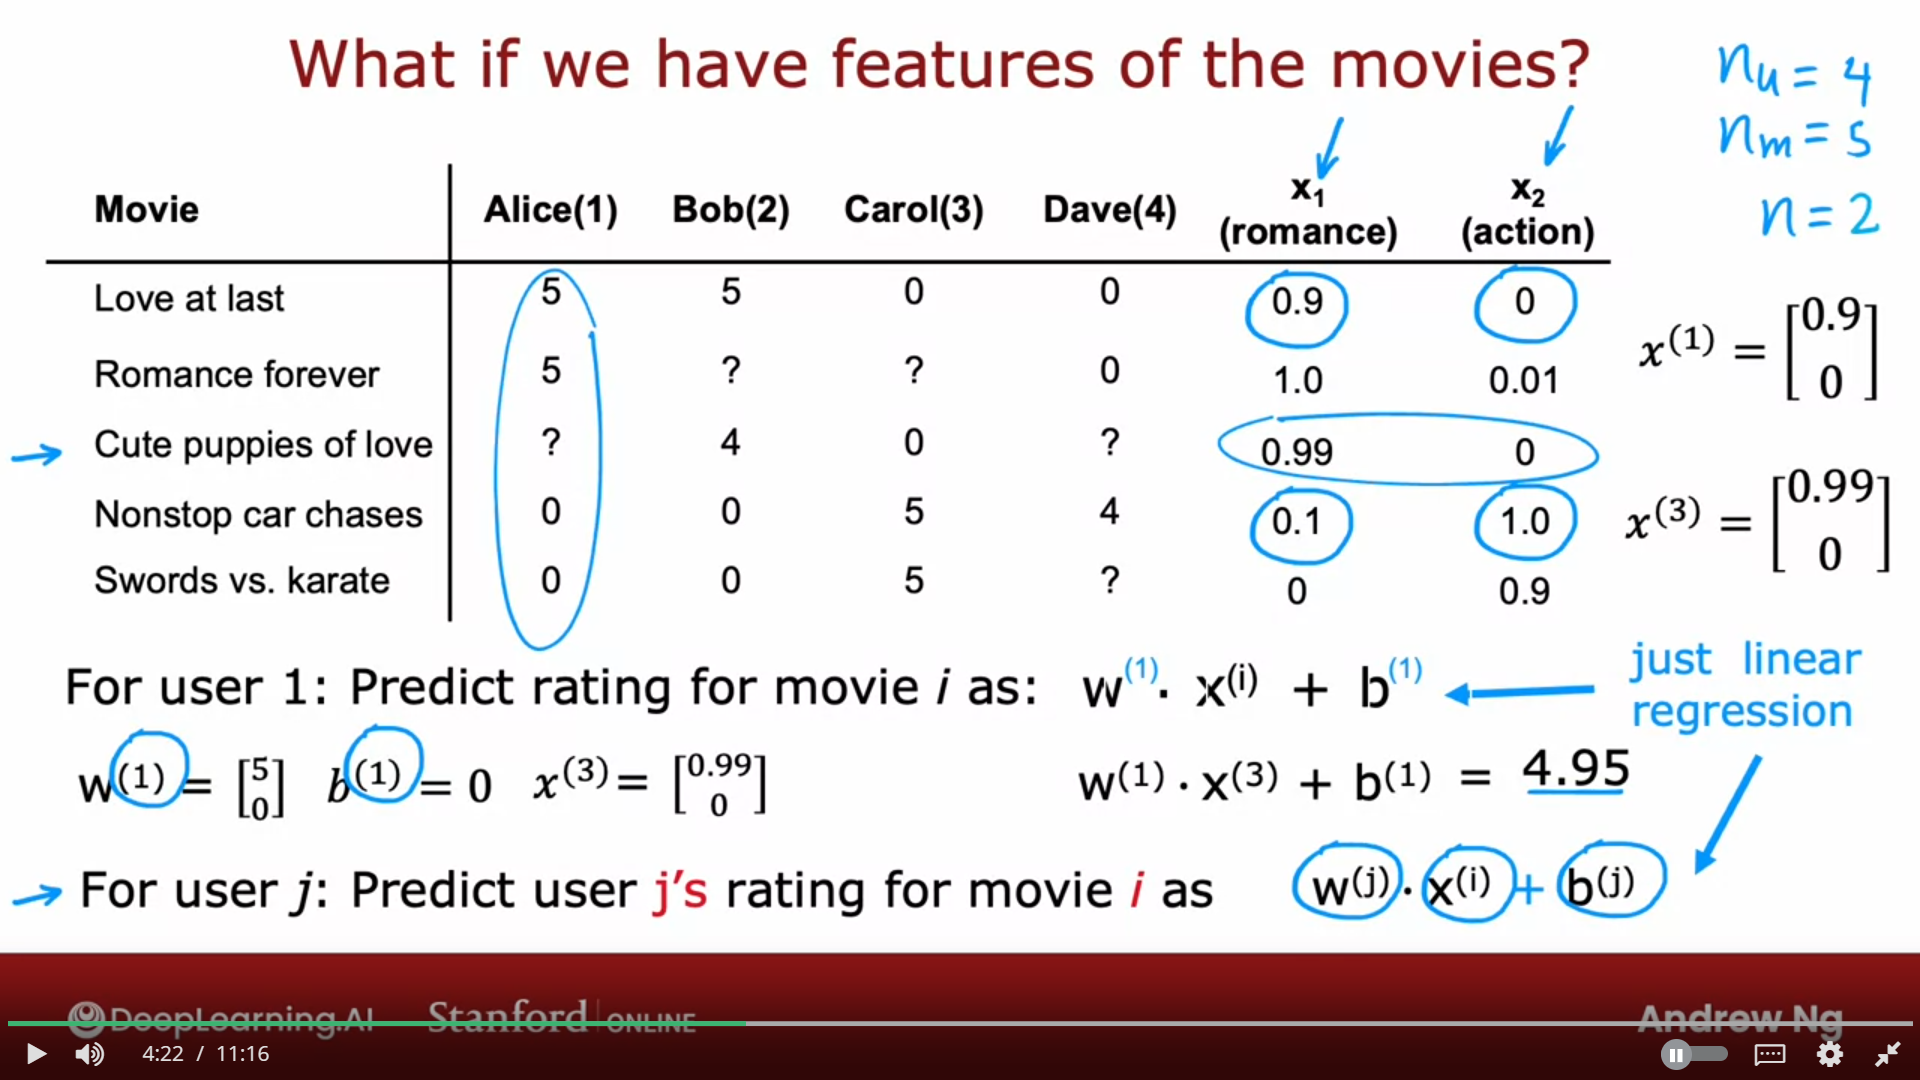 What if we have features of the movies?
nu = 4
nm = 5
n = 2
Movie Alice(1) Bob(2) Carol(3) Dave(4) x₁ (romance) x₂ (action)
Love at last 5 5 0 0 0.9 0
Romance forever 5 ? ? 0 1.0 0.01
Cute puppies of love ? 4 0 ? 0.99 0
Nonstop car chases 0 0 5 4 0.1 1.0
Swords vs. karate 0 0 5 ? 0 0.9
x⁽¹⁾ = [0.9 0]
x⁽³⁾ = [0.99 0]
For user 1: Predict rating for movie i as: w⁽¹⁾ · x⁽ⁱ⁾ + b⁽¹⁾
just linear
regression
w⁽¹⁾ = [5 0] b⁽¹⁾ = 0 x⁽³⁾ = [0.99 0] w⁽¹⁾ · x⁽³⁾ + b⁽¹⁾ = 4.95
For user j: Predict user j's rating for movie i as w⁽ʲ⁾ · x⁽ⁱ⁾ + b⁽ʲ⁾
DeepLearning.AI Stanford ONLINE Andrew Ng
4:22 / 11:16